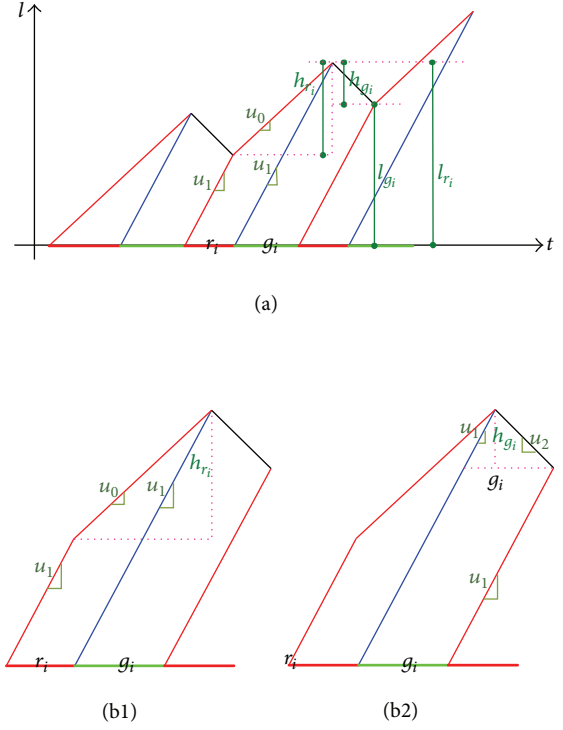 l
h_{r_i} h_{g_i}
u_0
u_1 u_1 l_{g_i} l_{r_i}
r_i g_i t
(a)
h_{r_i}
u_0 u_1
u_1
r_i g_i
(b1)
u_1 h_{g_i} u_2
g_i
u_1
r_i g_i
(b2)